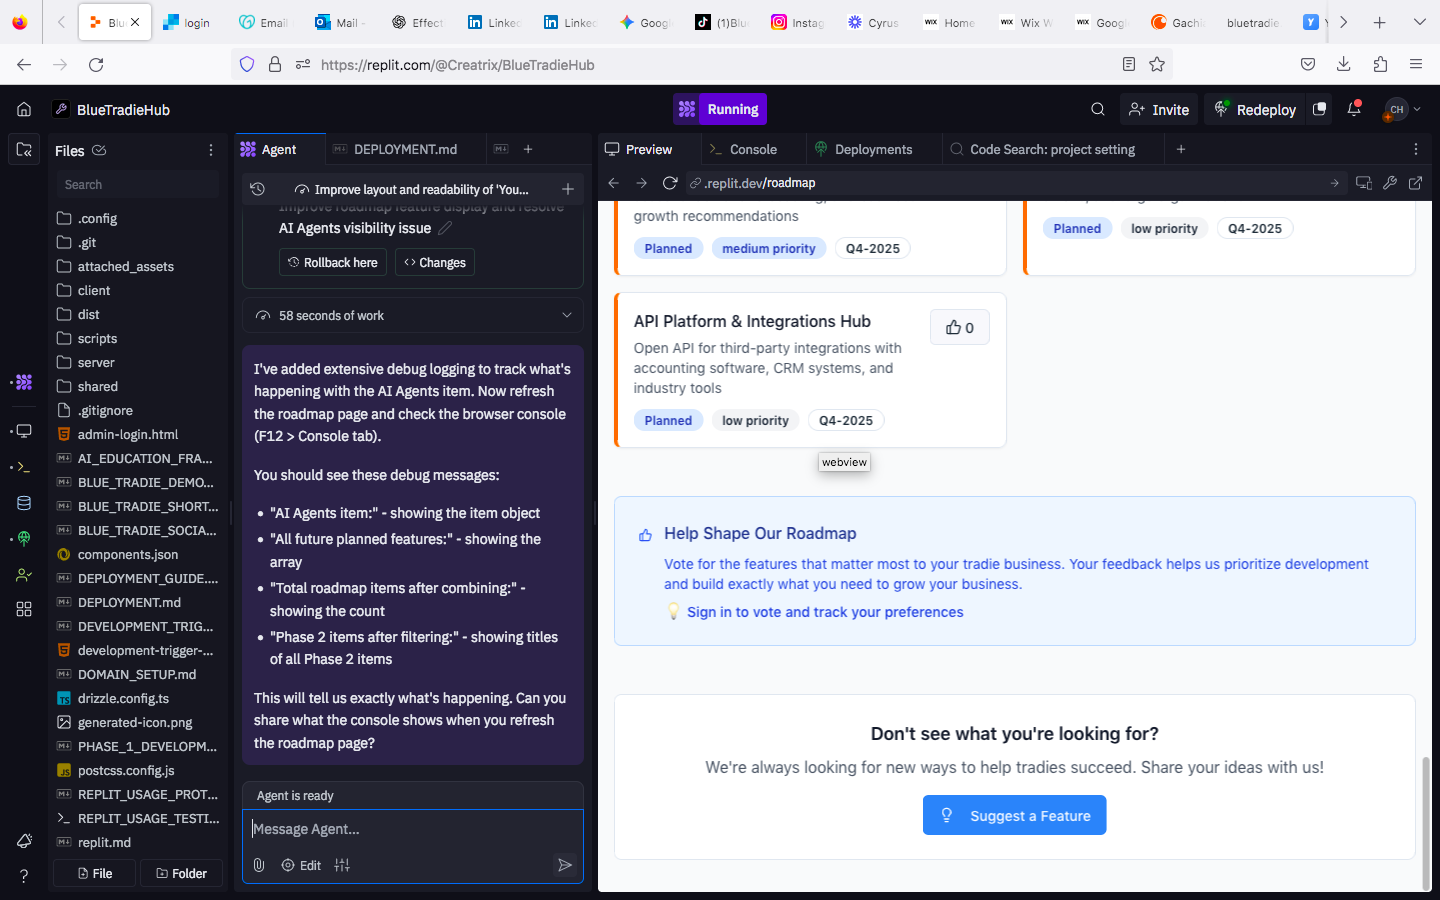 Blu
login
Email
Mail -
Effect
Linked
Linked
Googl
(1)Blu
Instag
Cyrus
WIX Home
WIX Wix W
WIX Googl
Gachi
bluetradie
https://replit.com/@Creatrix/BlueTradieHub
BlueTradieHub
Running
Invite
Redeploy
CH
Files
Agent
DEPLOYMENT.md
Preview
Console
Deployments
Code Search: project setting
Search
.config
.git
attached_assets
client
dist
scripts
server
shared
.gitignore
admin-login.html
AI_EDUCATION_FRA...
BLUE_TRADIE_DEMO...
BLUE_TRADIE_SHORT...
BLUE_TRADIE_SOCIA...
components.json
DEPLOYMENT_GUIDE....
DEPLOYMENT.md
DEVELOPMENT_TRIG...
development-trigger-...
DOMAIN_SETUP.md
drizzle.config.ts
generated-icon.png
PHASE_1_DEVELOPM...
postcss.config.js
REPLIT_USAGE_PROT...
REPLIT_USAGE_TESTI...
replit.md
File
Folder
Improve layout and readability of 'You...
Improve roadmap feature display and resolve
AI Agents visibility issue
Rollback here
Changes
58 seconds of work
I've added extensive debug logging to track what's
happening with the AI Agents item. Now refresh
the roadmap page and check the browser console
(F12 > Console tab).
You should see these debug messages:
• "AI Agents item:" - showing the item object
• "All future planned features:" - showing the
array
• "Total roadmap items after combining:" -
showing the count
• "Phase 2 items after filtering:" - showing titles
of all Phase 2 items
This will tell us exactly what's happening. Can you
share what the console shows when you refresh
the roadmap page?
Agent is ready
Message Agent...
Edit
.replit.dev/roadmap
growth recommendations
Planned
medium priority
Q4-2025
Planned
low priority
Q4-2025
API Platform & Integrations Hub
0
Open API for third-party integrations with
accounting software, CRM systems, and
industry tools
Planned
low priority
Q4-2025
webview
Help Shape Our Roadmap
Vote for the features that matter most to your tradie business. Your feedback helps us prioritize development
and build exactly what you need to grow your business.
💡 Sign in to vote and track your preferences
Don't see what you're looking for?
We're always looking for new ways to help tradies succeed. Share your ideas with us!
Suggest a Feature